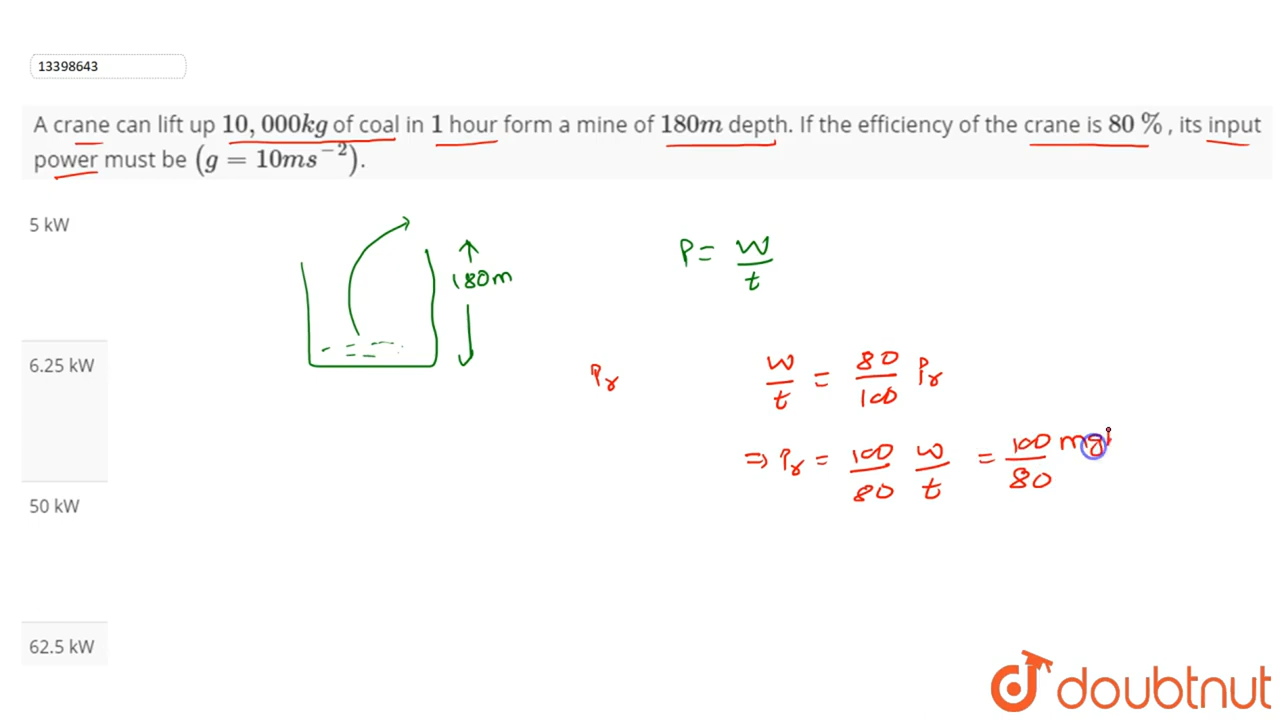 13398643
A crane can lift up 10, 000kg of coal in 1 hour form a mine of 180m depth. If the efficiency of the crane is 80 % , its input
power must be (g = 10ms⁻²).
5 kW
180m
P = W/t
6.25 kW
Pr
W/t = 80/100 Pr
⇒ Pr = 100/80 W/t = 100/80 mg
50 kW
62.5 kW
doubtnut